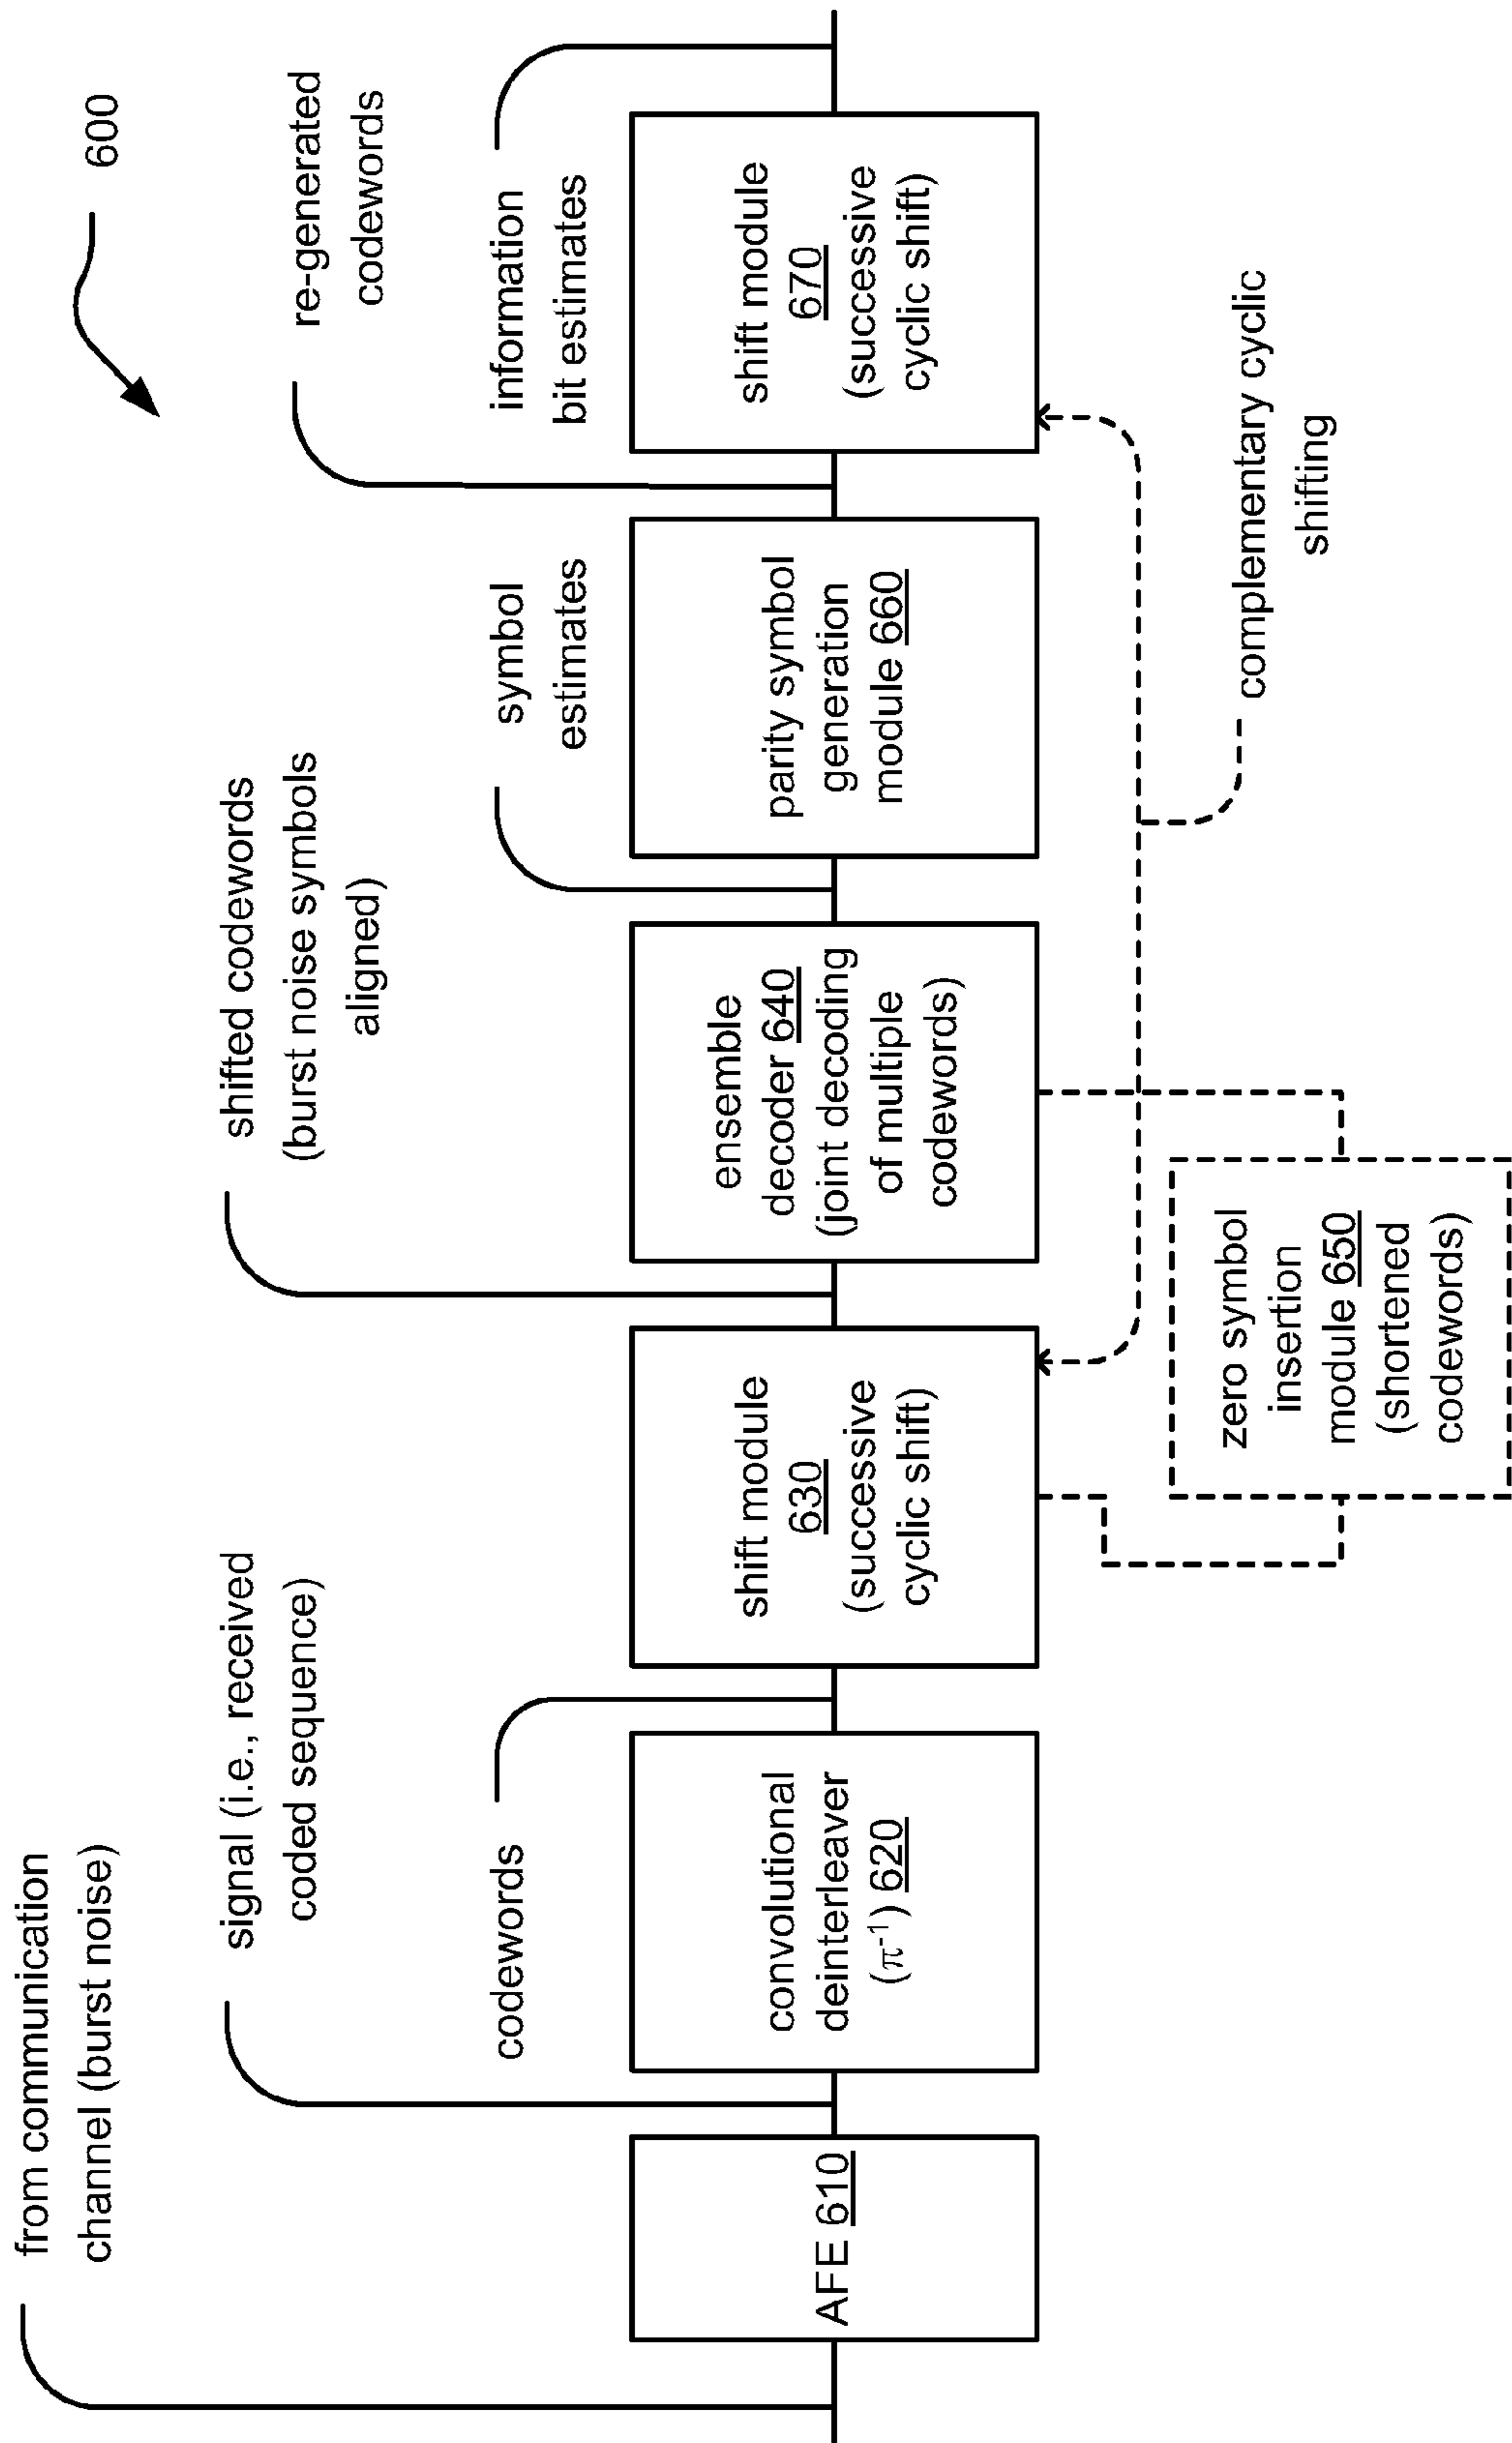 600
from communication
channel (burst noise)
signal (i.e., received
coded sequence)
shifted codewords
(burst noise symbols
aligned)
re-generated
codewords
codewords
symbol
estimates
information
bit estimates
AFE 610
convolutional
deinterleaver
(π⁻¹) 620
shift module
630
(successive
cyclic shift)
ensemble
decoder 640
(joint decoding
of multiple
codewords)
parity symbol
generation
module 660
shift module
670
(successive
cyclic shift)
zero symbol
insertion
module 650
(shortened
codewords)
complementary cyclic
shifting